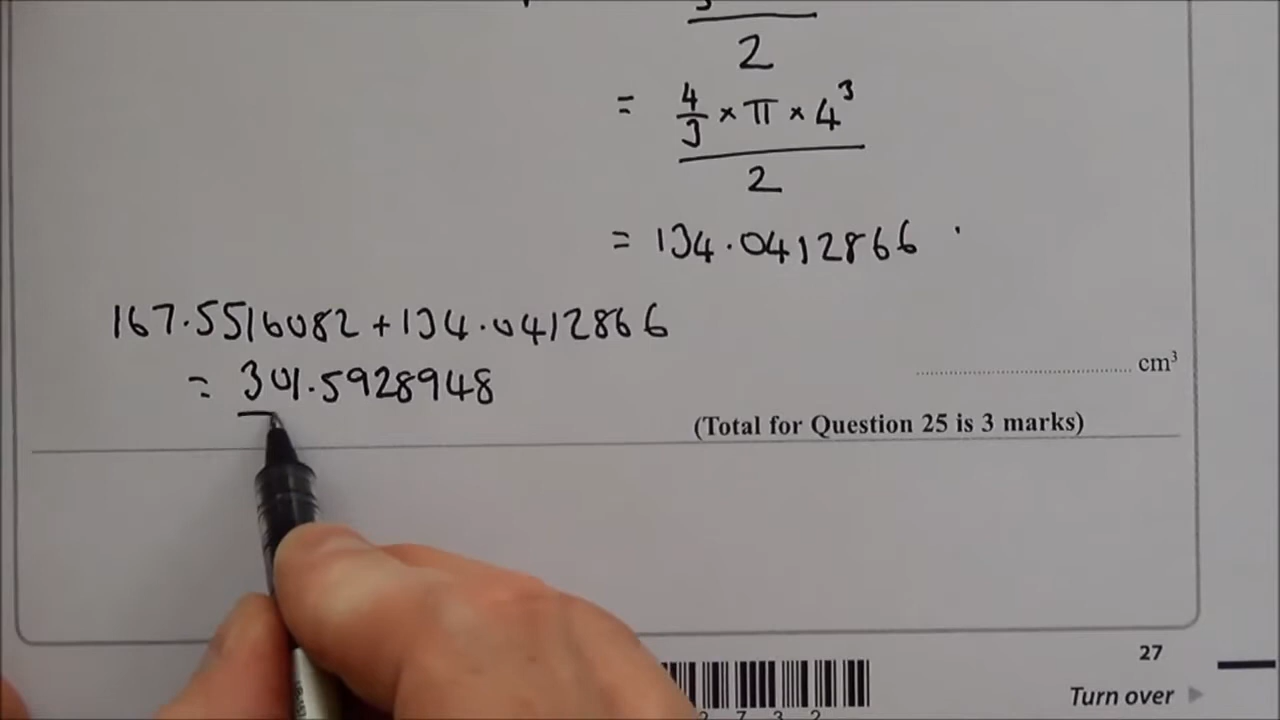 2
= 4/3 × π × 4³
2
= 134.0412866
167.5516082 + 134.0412866
= 301.5928948
cm³
(Total for Question 25 is 3 marks)
27
Turn over